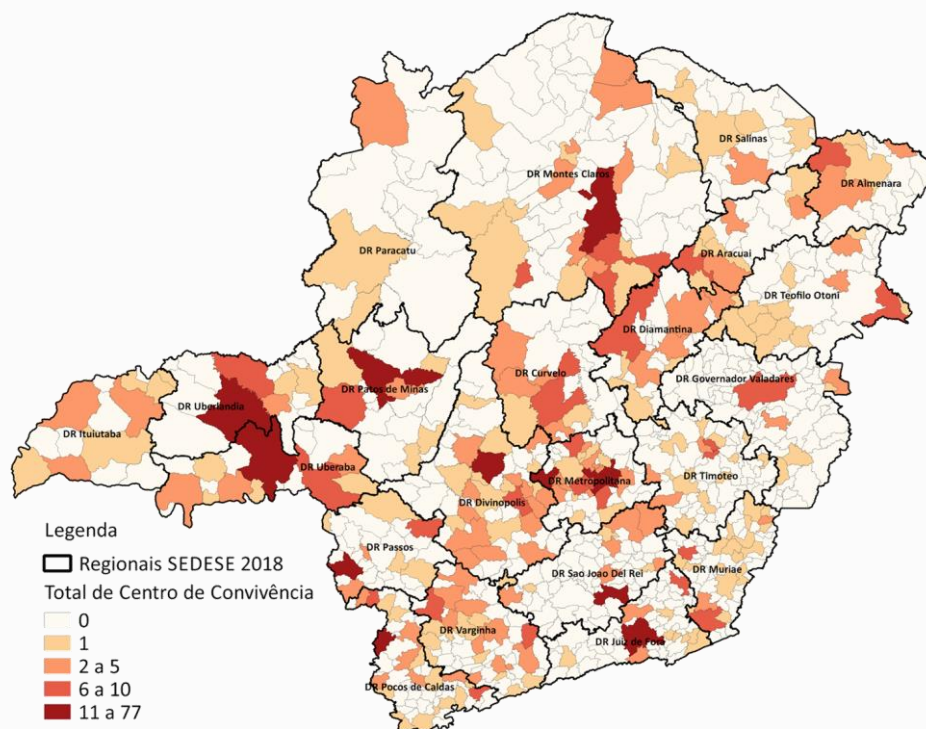 DR Salinas
DR Montes Claros
DR Almenara
DR Paracatu
DR Aracuai
DR Teofilo Otoni
DR Diamantina
DR Curvelo
DR Governador Valadares
DR Patos de Minas
DR Uberlandia
DR Ituiutaba
DR Uberaba
DR Metropolitana
DR Timoteo
DR Divinopolis
DR Passos
DR Sao Joao Del Rei
DR Muriae
DR Varginha
DR Juiz de Fora
DR Pocos de Caldas
Legenda
Regionais SEDESE 2018
Total de Centro de Convivência
0
1
2 a 5
6 a 10
11 a 77